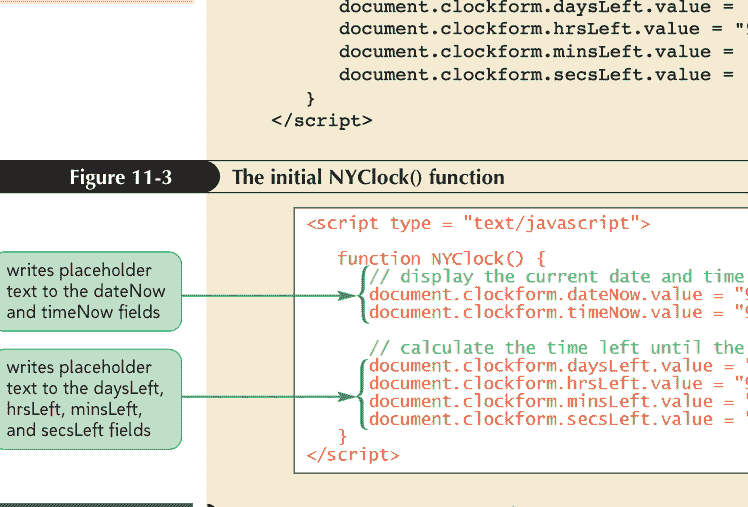 document.clockform.daysLeft.value =
document.clockform.hrsLeft.value = "9
document.clockform.minsLeft.value =
document.clockform.secsLeft.value =
}
</script>
Figure 11-3
The initial NYClock() function
<script type = "text/javascript">
function NYClock() {
// display the current date and time
document.clockform.dateNow.value = "9
document.clockform.timeNow.value = "9
// calculate the time left until the
document.clockform.daysLeft.value = "
document.clockform.hrsLeft.value = "9
document.clockform.minsLeft.value = "
document.clockform.secsLeft.value = "
}
</script>
writes placeholder
text to the dateNow
and timeNow fields
writes placeholder
text to the daysLeft,
hrsLeft, minsLeft,
and secsLeft fields